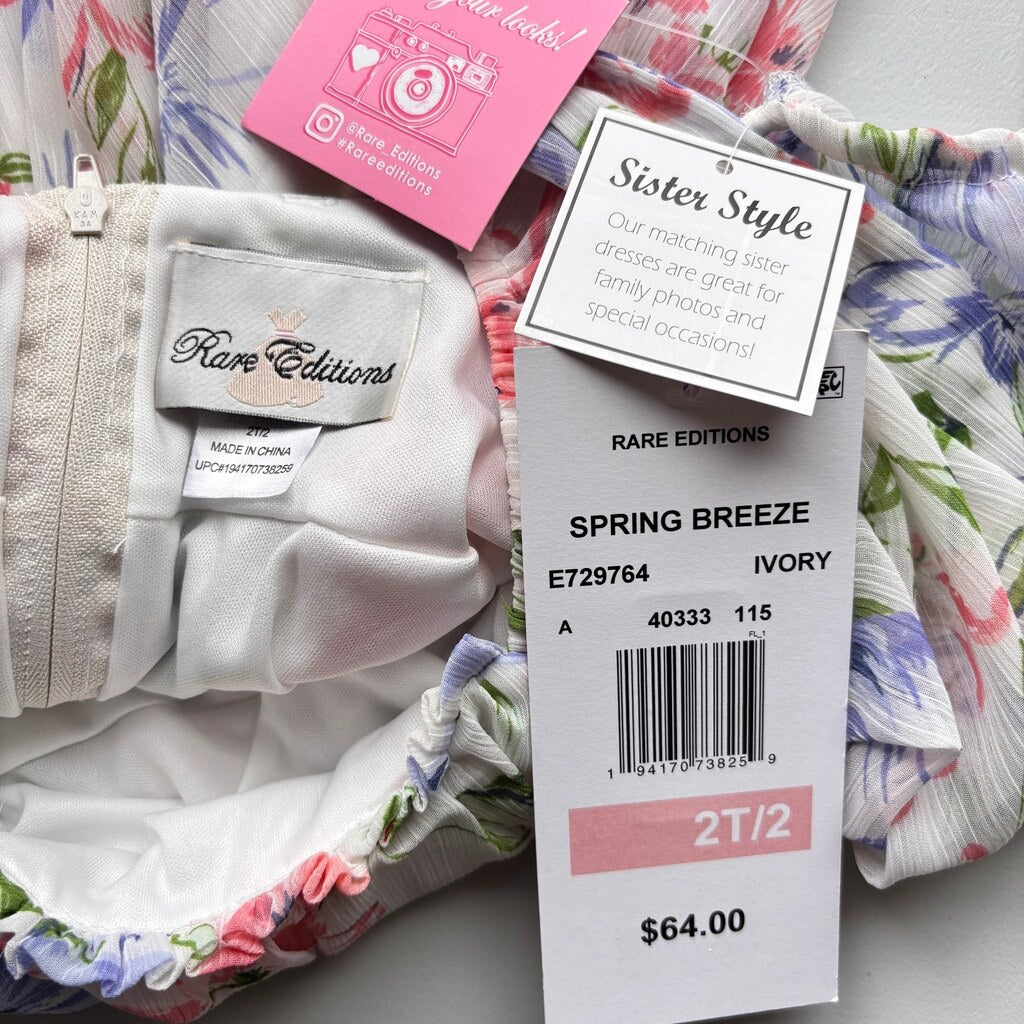 your looks!
@Rare_Editions
#Rareeditions
KAM
Sister Style
Our matching sister
dresses are great for
family photos and
special occasions!
Rare Editions
2T/2
MADE IN CHINA
UPC#194170738259
RARE EDITIONS
SPRING BREEZE
E729764 IVORY
A 40333 115
FL_1
1 94170 73825 9
2T/2
$64.00